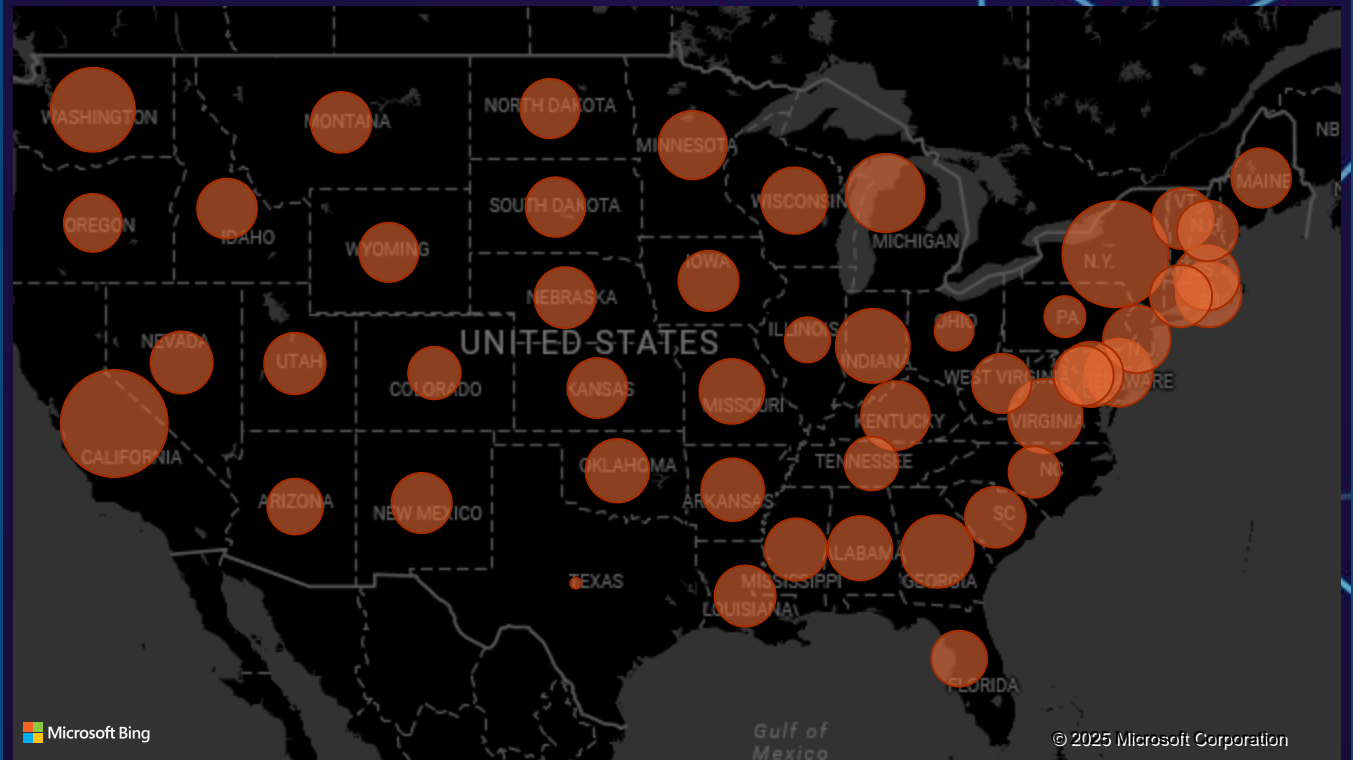 NORTH DAKOTA
WASHINGTON
MONTANA
NB
MINNESOTA
MAINE
WISCONSIN
SOUTH DAKOTA
VT
OREGON
N.H.
IDAHO
MICHIGAN
WYOMING
N.Y.
IOWA
NEBRASKA
PA
OHIO
ILLINOIS
NEVADA
UNITED STATES
UTAH
INDIANA
WEST VIRGINIA
DELAWARE
COLORADO
KANSAS
MISSOURI
KENTUCKY
VIRGINIA
CALIFORNIA
TENNESSEE
OKLAHOMA
NC
ARIZONA
ARKANSAS
NEW MEXICO
SC
ALABAMA
TEXAS
MISSISSIPPI
GEORGIA
LOUISIANA
FLORIDA
Gulf of
Mexico
Microsoft Bing
© 2025 Microsoft Corporation